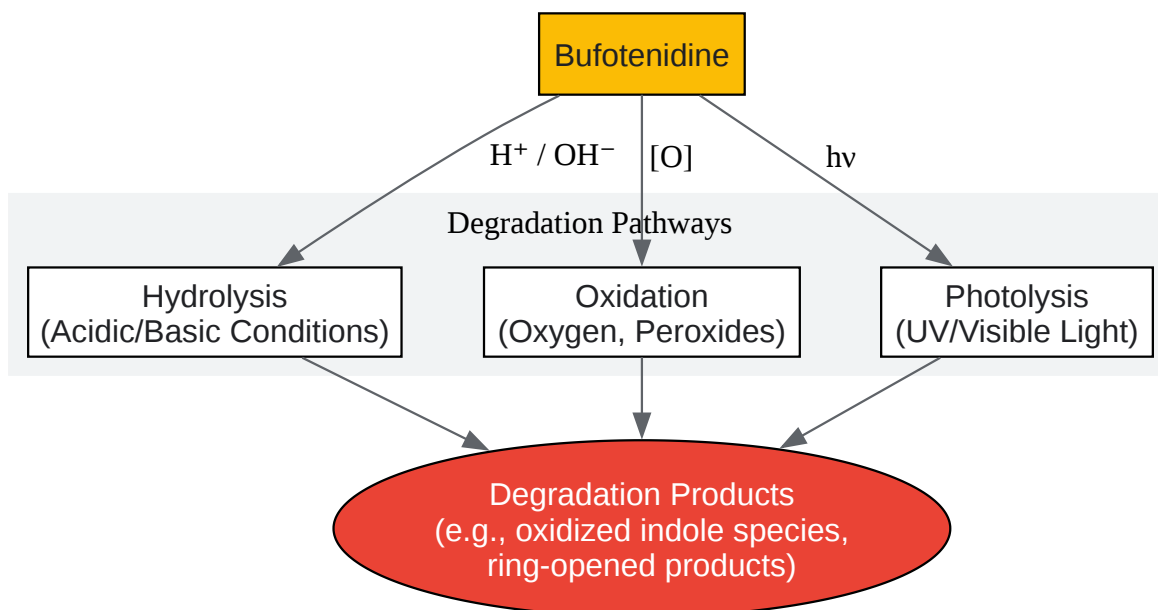 Bufotenidine
H⁺ / OH⁻
[O]
hν
Degradation Pathways
Hydrolysis
(Acidic/Basic Conditions)
Oxidation
(Oxygen, Peroxides)
Photolysis
(UV/Visible Light)
Degradation Products
(e.g., oxidized indole species,
ring-opened products)